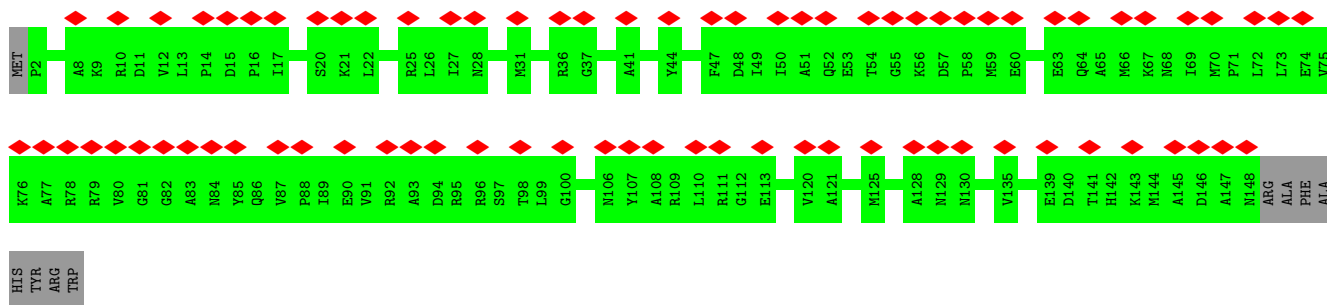 MET P2 A8 K9 R10 D11 V12 L13 P14 D15 P16 I17 S20 K21 L22 R25 L26 I27 N28 M31 R36 G37 A41 Y44 F47 D48 I49 I50 A51 Q52 E53 T54 G55 K56 D57 P58 M59 E60 E63 Q64 A65 M66 K67 N68 I69 M70 P71 L72 L73 E74 V75
K76 A77 R78 R79 V80 G81 G82 A83 N84 Y85 Q86 V87 P88 I89 E90 V91 R92 A93 D94 R95 R96 S97 T98 L99 G100 N106 Y107 A108 R109 L110 R111 G112 E113 V120 A121 M125 A128 N129 N130 V135 E139 D140 T141 H142 K143 M144 A145 D146 A147 N148 ARG ALA PHE ALA
HIS TYR ARG TRP